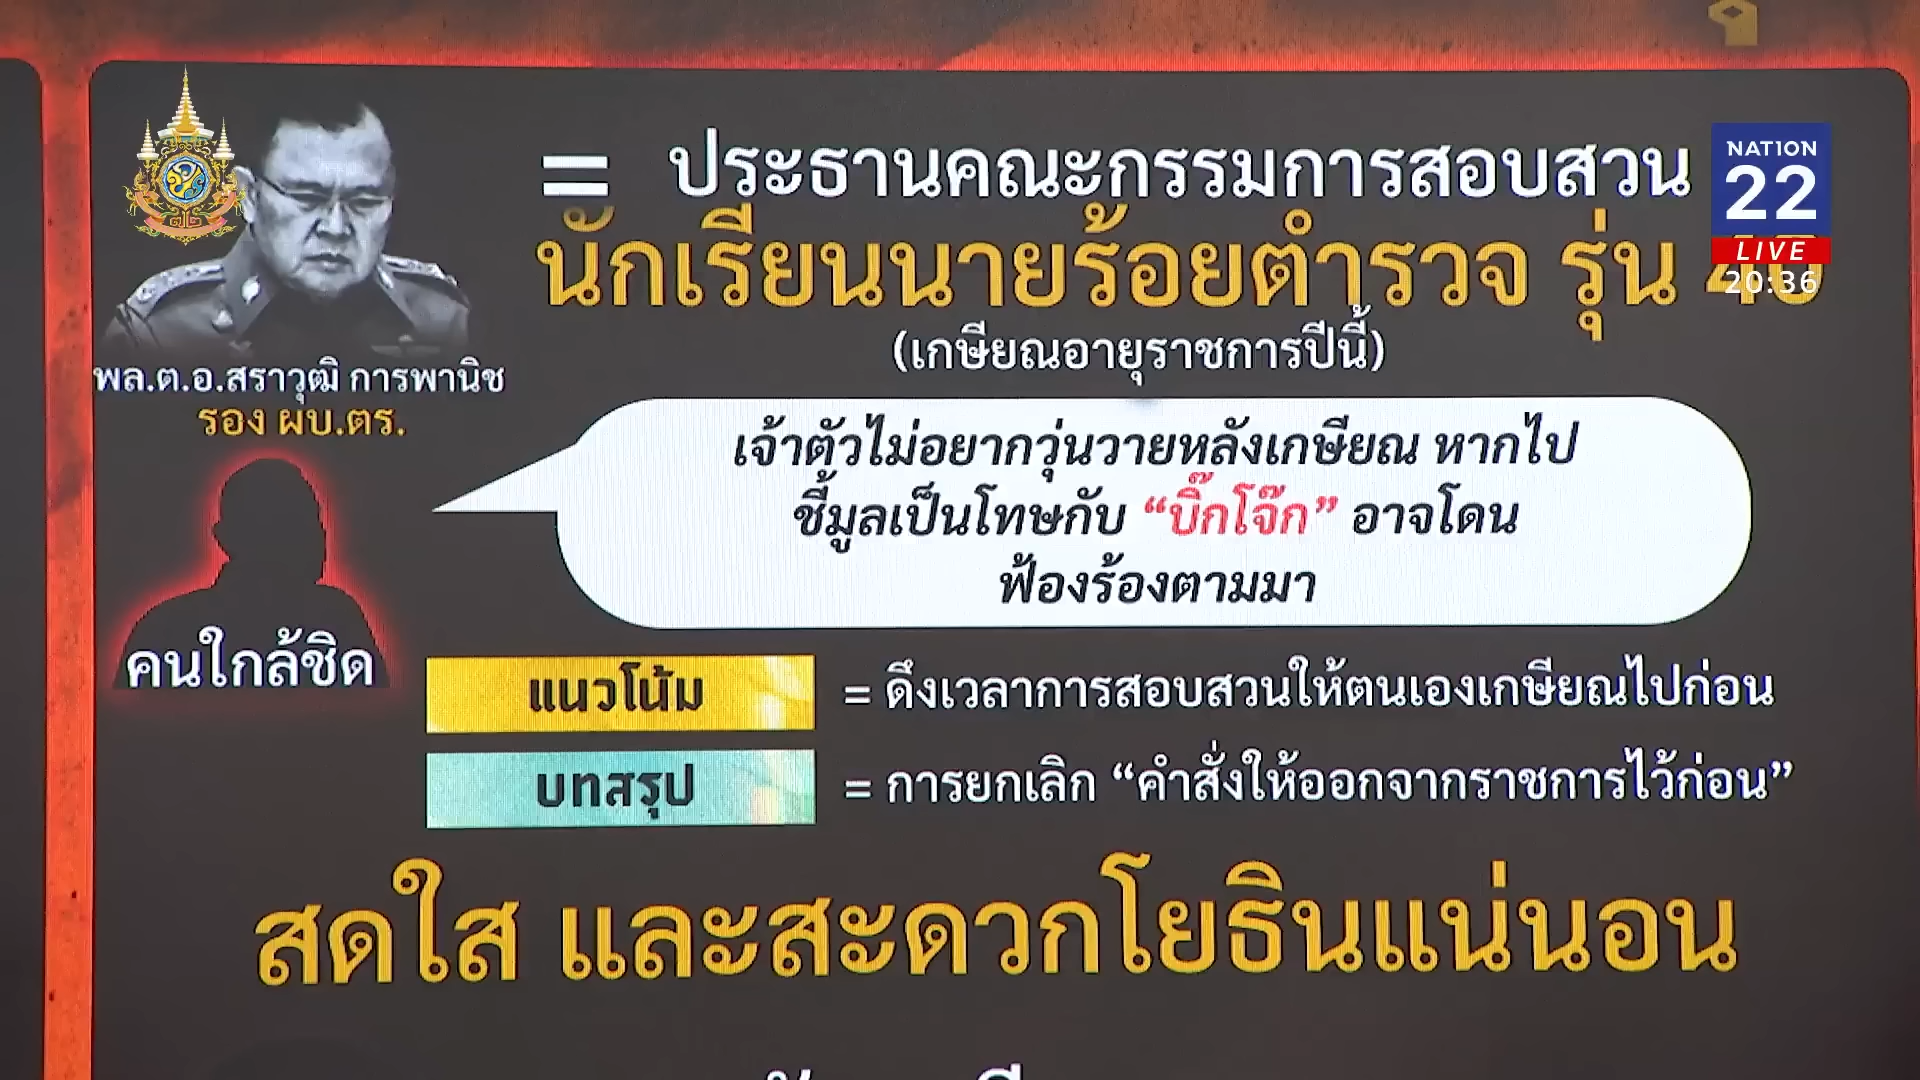 = ประธานคณะกรรมการสอบสวน
นักเรียนนายร้อยตำรวจ รุ่น 40
(เกษียณอายุราชการปีนี้)
NATION
22
LIVE
20:36
พล.ต.อ.สราวุฒิ การพานิช
รอง ผบ.ตร.
เจ้าตัวไม่อยากวุ่นวายหลังเกษียณ หากไป
ชี้มูลเป็นโทษกับ “บิ๊กโจ๊ก” อาจโดน
ฟ้องร้องตามมา
คนใกล้ชิด
แนวโน้ม = ดึงเวลาการสอบสวนให้ตนเองเกษียณไปก่อน
บทสรุป = การยกเลิก “คำสั่งให้ออกจากราชการไว้ก่อน”
สดใส และสะดวกโยธินแน่นอน